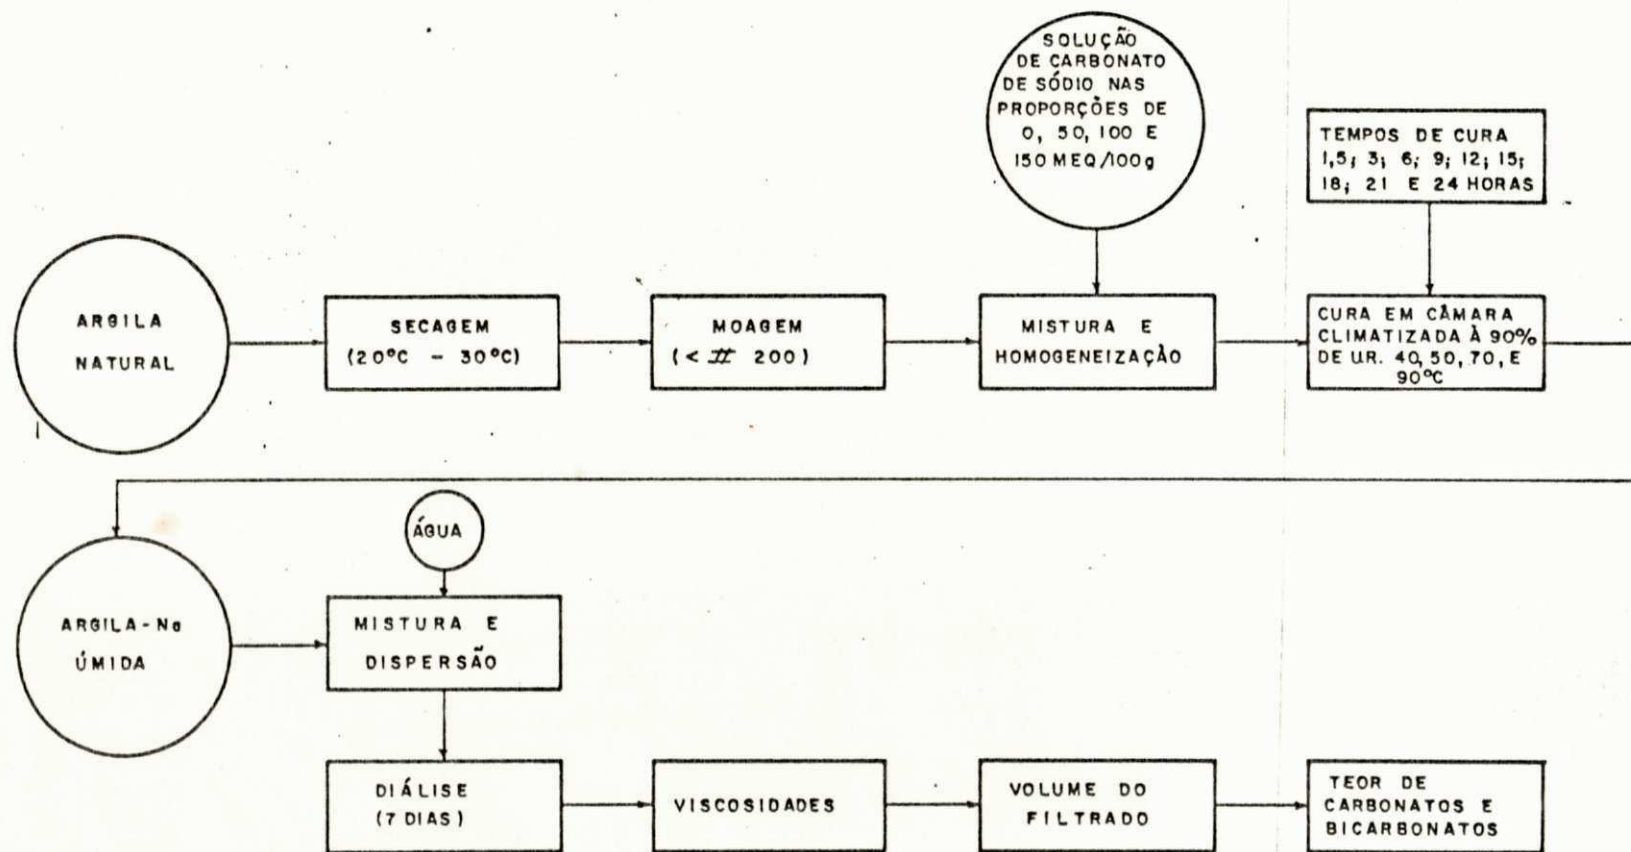 SOLUÇÃO
DE CARBONATO
DE SÓDIO NAS
PROPORÇÕES DE
0, 50, 100 E
150 MEQ/100g
TEMPOS DE CURA
1,5; 3; 6; 9; 12; 15;
18; 21 E 24 HORAS
ARGILA
NATURAL
SECAGEM
(20°C - 30°C)
MOAGEM
(< # 200)
MISTURA E
HOMOGENEIZAÇÃO
CURA EM CÂMARA
CLIMATIZADA À 90%
DE U.R. 40, 50, 70, E
90°C
ÁGUA
ARGILA-Na
ÚMIDA
MISTURA E
DISPERSÃO
DIÁLISE
(7 DIAS)
VISCOSIDADES
VOLUME DO
FILTRADO
TEOR DE
CARBONATOS E
BICARBONATOS